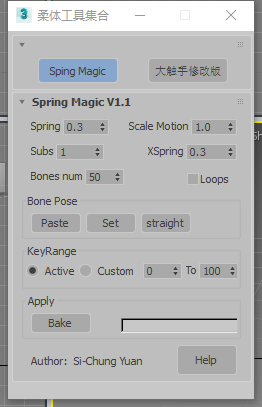 柔体工具集合
Sping Magic 大触手修改版
Spring Magic V1.1
Spring 0.3 Scale Motion 1.0
Subs 1 XSpring 0.3
Bones num 50 Loops
Bone Pose
Paste Set straight
KeyRange
Active Custom 0 To 100
Apply
Bake
Author: Si-Chung Yuan Help